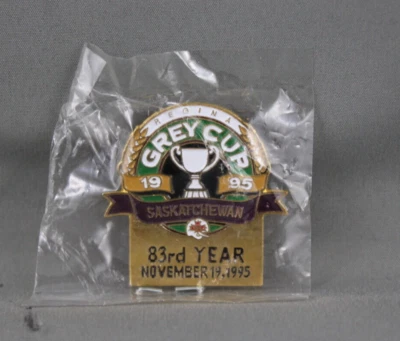 REGINA
GREY CUP
19 95
SASKATCHEWAN
83rd YEAR
NOVEMBER 19, 1995